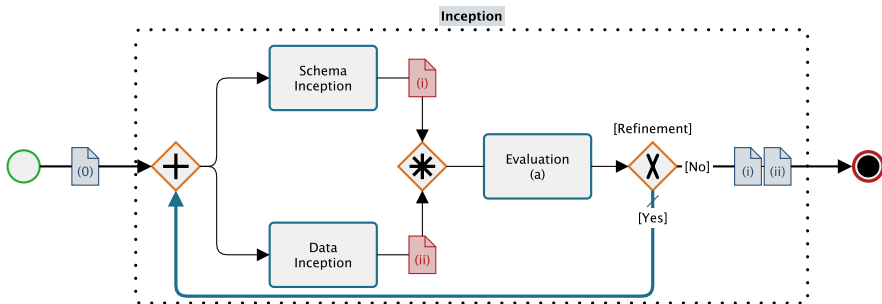 Inception
Schema
Inception
(i)
[Refinement]
(0)
Evaluation
(a)
[No]
(i)
(ii)
[Yes]
Data
Inception
(ii)